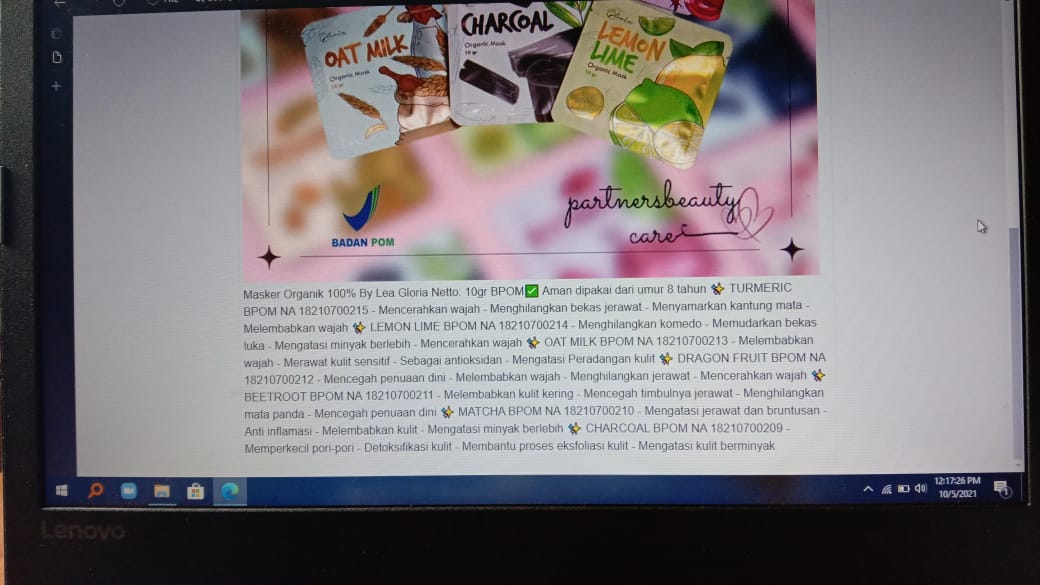 OAT MILK
Organic Mask
10 gr
CHARCOAL
Organic Mask
10 gr
LEMON
LIME
Organic Mask
10 gr
BADAN POM
partnersbeauty
care
Masker Organik 100% By Lea Gloria Netto: 10gr BPOM✅ Aman dipakai dari umur 8 tahun ✨ TURMERIC
BPOM NA 18210700215 - Mencerahkan wajah - Menghilangkan bekas jerawat - Menyamarkan kantung mata -
Melembabkan wajah ✨ LEMON LIME BPOM NA 18210700214 - Menghilangkan komedo - Memudarkan bekas
luka - Mengatasi minyak berlebih - Mencerahkan wajah ✨ OAT MILK BPOM NA 18210700213 - Melembabkan
wajah - Merawat kulit sensitif - Sebagai antioksidan - Mengatasi Peradangan kulit ✨ DRAGON FRUIT BPOM NA
18210700212 - Mencegah penuaan dini - Melembabkan wajah - Menghilangkan jerawat - Mencerahkan wajah ✨
BEETROOT BPOM NA 18210700211 - Melembabkan kulit kering - Mencegah timbulnya jerawat - Menghilangkan
mata panda - Mencegah penuaan dini ✨ MATCHA BPOM NA 18210700210 - Mengatasi jerawat dan bruntusan -
Anti inflamasi - Melembabkan kulit - Mengatasi minyak berlebih ✨ CHARCOAL BPOM NA 18210700209 -
Memperkecil pori-pori - Detoksifikasi kulit - Membantu proses eksfoliasi kulit - Mengatasi kulit berminyak
12:17:26 PM
10/5/2021
1
Lenovo